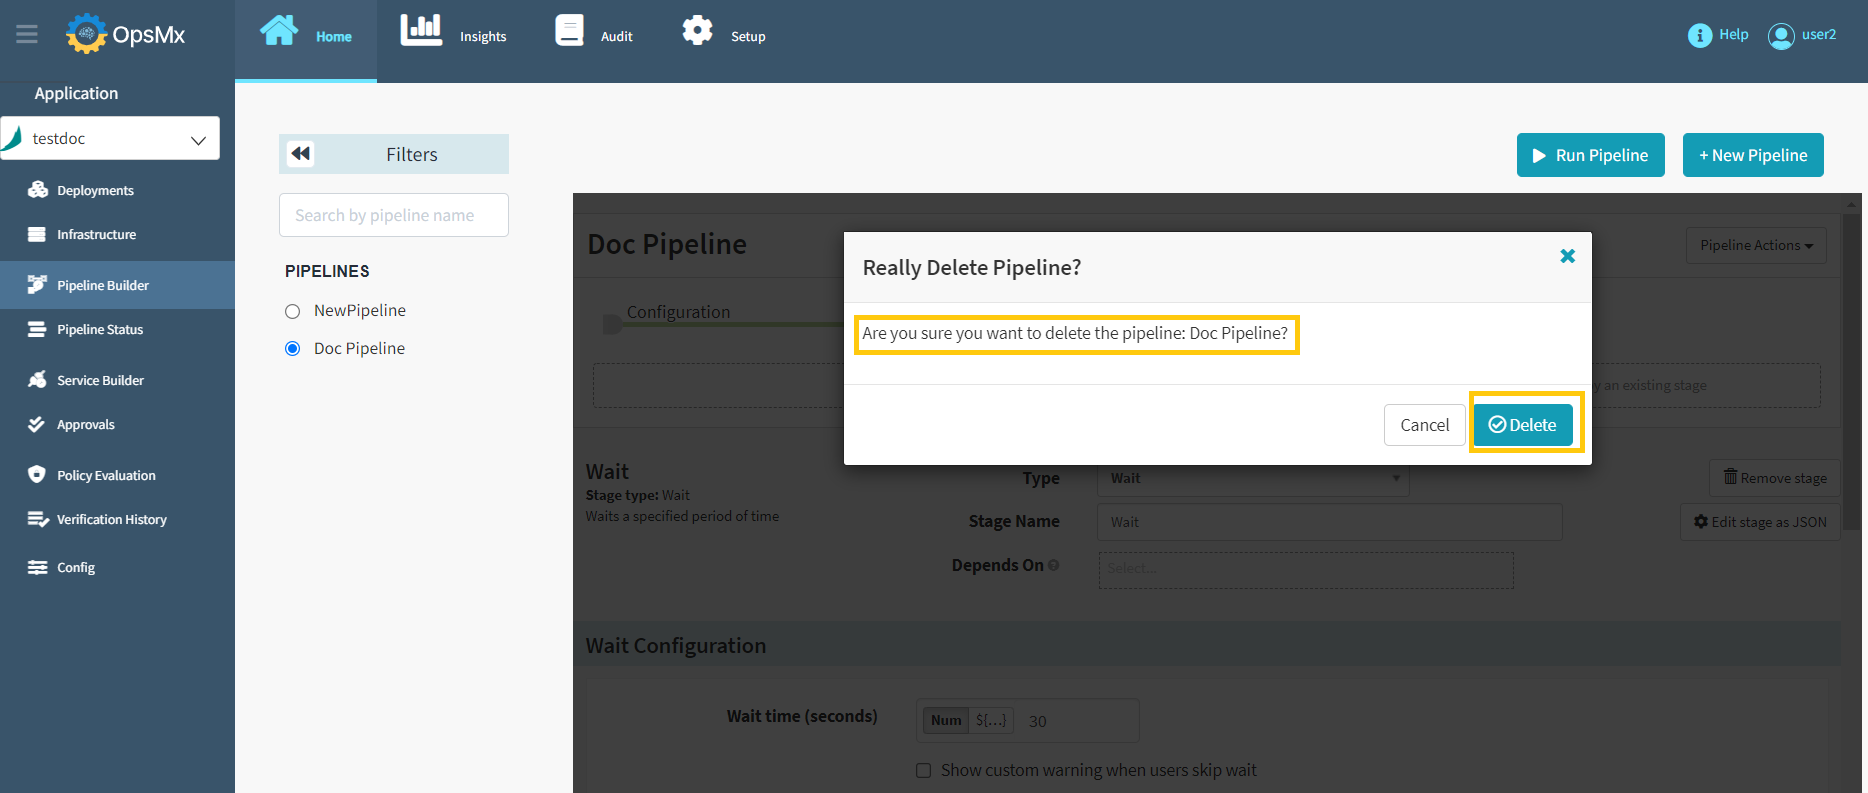 OpsMx
Home
Insights
Audit
Setup
Help
user2
Application
testdoc
Deployments
Infrastructure
Pipeline Builder
Pipeline Status
Service Builder
Approvals
Policy Evaluation
Verification History
Config
Filters
Search by pipeline name
PIPELINES
NewPipeline
Doc Pipeline
Run Pipeline
+ New Pipeline
Doc Pipeline
Pipeline Actions
Configuration
Really Delete Pipeline?
Are you sure you want to delete the pipeline: Doc Pipeline?
an existing stage
Cancel
Delete
Wait
Stage type: Wait
Waits a specified period of time
Type
Wait
Remove stage
Stage Name
Wait
Edit stage as JSON
Depends On
Select...
Wait Configuration
Wait time (seconds)
Num
${...}
30
Show custom warning when users skip wait